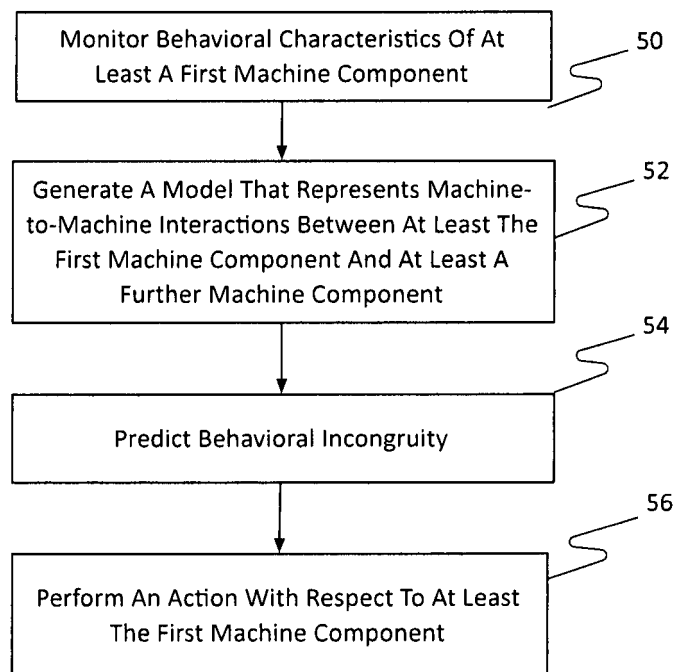 Monitor Behavioral Characteristics Of At
Least A First Machine Component
50
Generate A Model That Represents Machine-
to-Machine Interactions Between At Least The
First Machine Component And At Least A
Further Machine Component
52
54
Predict Behavioral Incongruity
56
Perform An Action With Respect To At Least
The First Machine Component